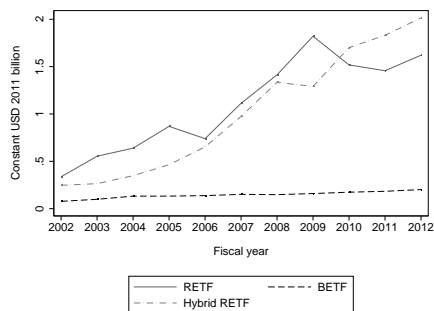 Constant USD 2011 billion
2
1.5
1
.5
0
2002 2003 2004 2005 2006 2007 2008 2009 2010 2011 2012
Fiscal year
RETF BETF
Hybrid RETF